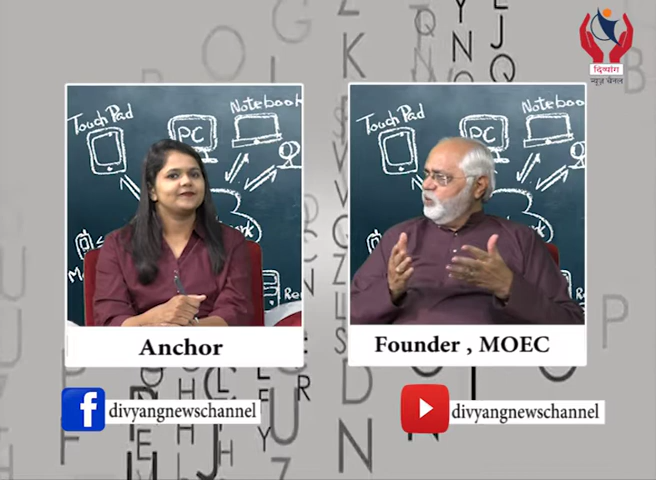 दिव्यांग
न्यूज़ चैनल
Touch Pad
PC
Notebook
Touch Pad
PC
Notebook
Anchor
Founder , MOEC
divyangnewschannel
divyangnewschannel